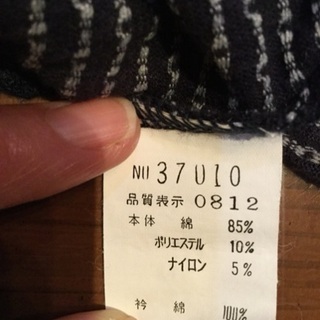 NU 37010
品質表示 0812
本体 綿 85%
ポリエステル 10%
ナイロン 5%
衿 綿 100%